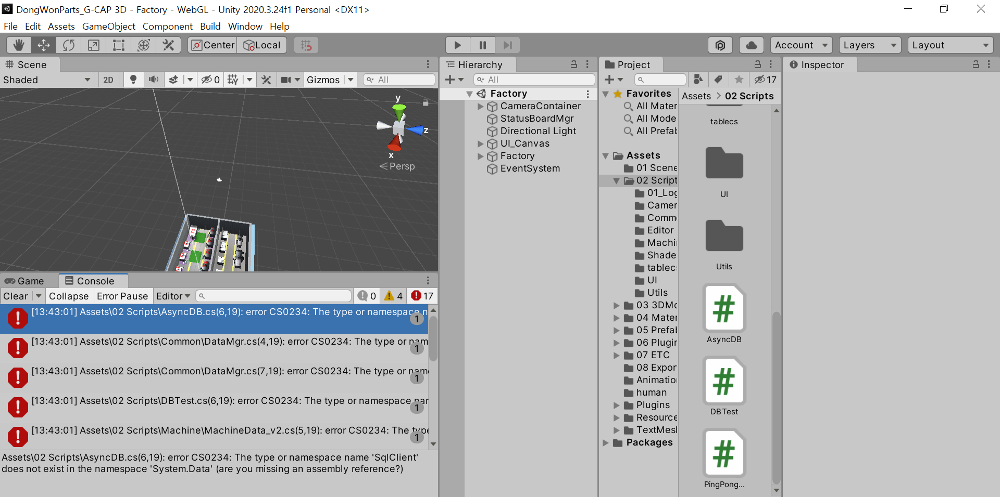 DongWonParts_G-CAP 3D - Factory - WebGL - Unity 2020.3.24f1 Personal <DX11>
File Edit Assets GameObject Component Build Window Help
Center Local Account Layers Layout
Scene
Shaded 2D 0 Gizmos All
y
z
x
Persp
Game Console
Clear Collapse Error Pause Editor 0 4 17
[13:43:01] Assets\02 Scripts\AsyncDB.cs(6,19): error CS0234: The type or namespace n
1
[13:43:01] Assets\02 Scripts\Common\DataMgr.cs(4,19): error CS0234: The type or nam
1
[13:43:01] Assets\02 Scripts\Common\DataMgr.cs(7,19): error CS0234: The type or nam
1
[13:43:01] Assets\02 Scripts\DBTest.cs(6,19): error CS0234: The type or namespace nar
1
[13:43:01] Assets\02 Scripts\Machine\MachineData_v2.cs(5,19): error CS0234: The type
1
Assets\02 Scripts\AsyncDB.cs(6,19): error CS0234: The type or namespace name 'SqlClient'
does not exist in the namespace 'System.Data' (are you missing an assembly reference?)
Hierarchy
All
Factory
CameraContainer
StatusBoardMgr
Directional Light
UI_Canvas
Factory
EventSystem
Project
17
Favorites
All Mater
All Mode
All Prefab
Assets
01 Scene
02 Script
01_Log
Camer
Comm
Editor
Machi
Shade
tablecs
UI
Utils
03 3DMo
04 Mater
05 Prefab
06 Plugin
07 ETC
08 Expor
Animatio
human
Plugins
Resource
TextMesl
Packages
Assets > 02 Scripts
tablecs
UI
Utils
AsyncDB
DBTest
PingPong...
Inspector